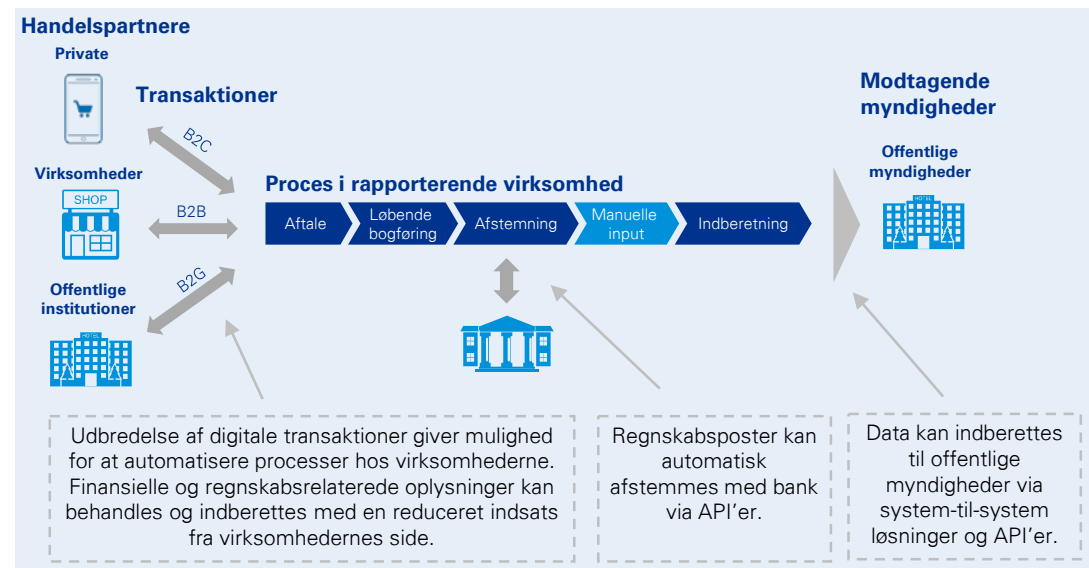 Handelspartnere
Private
Transaktioner
B2C
Virksomheder
SHOP
B2B
B2G
Offentlige
institutioner
HOTEL
Proces i rapporterende virksomhed
Aftale
Løbende
bogføring
Afstemning
Manuelle
input
Indberetning
Modtagende
myndigheder
Offentlige
myndigheder
HOTEL
Udbredelse af digitale transaktioner giver mulighed
for at automatisere processer hos virksomhederne.
Finansielle og regnskabsrelaterede oplysninger kan
behandles og indberettes med en reduceret indsats
fra virksomhedernes side.
Regnskabsposter kan
automatisk
afstemmes med bank
via API'er.
Data kan indberettes
til offentlige
myndigheder via
system-til-system
løsninger og API'er.